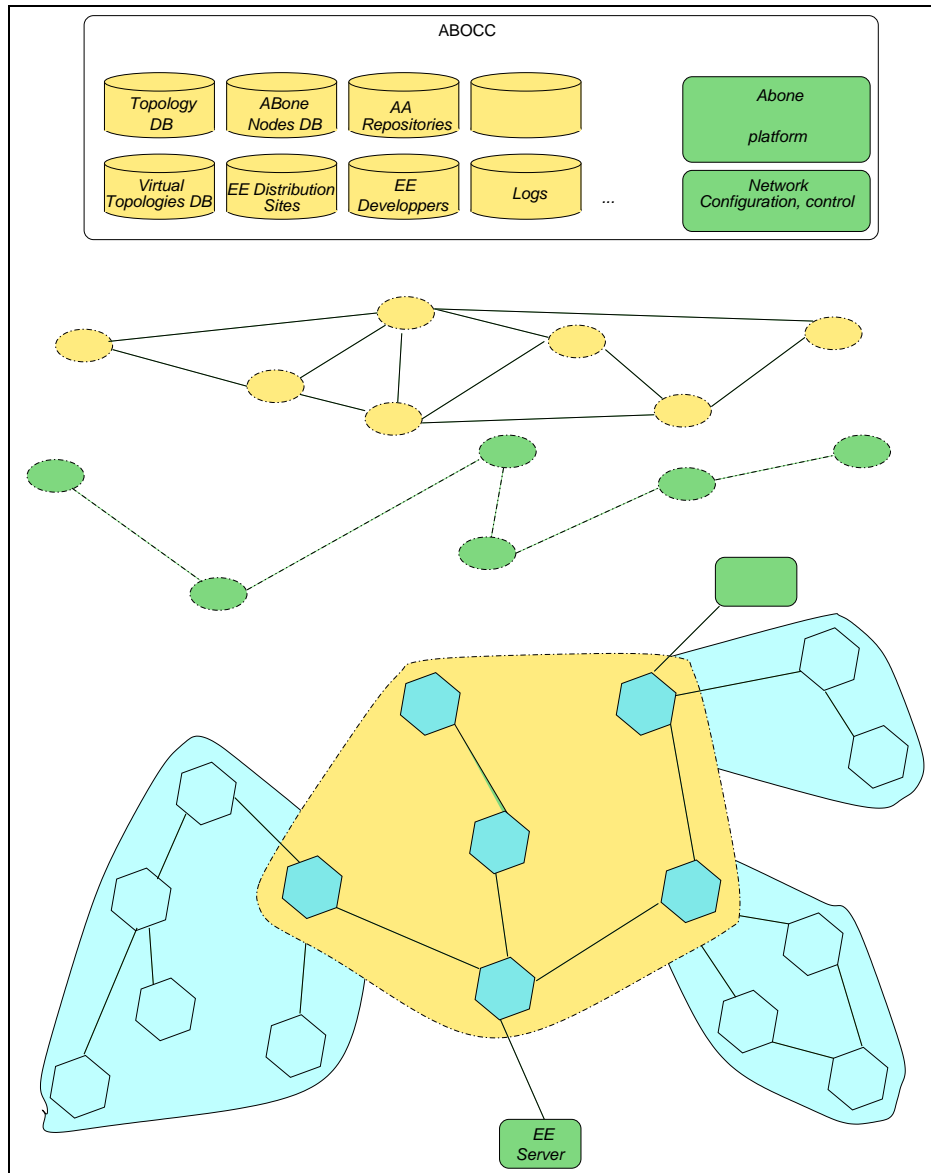 ABOCC
Topology
DB
ABone
Nodes DB
AA
Repositories
Abone
platform
Virtual
Topologies DB
EE Distribution
Sites
EE
Developpers
Logs
...
Network
Configuration, control
EE
Server